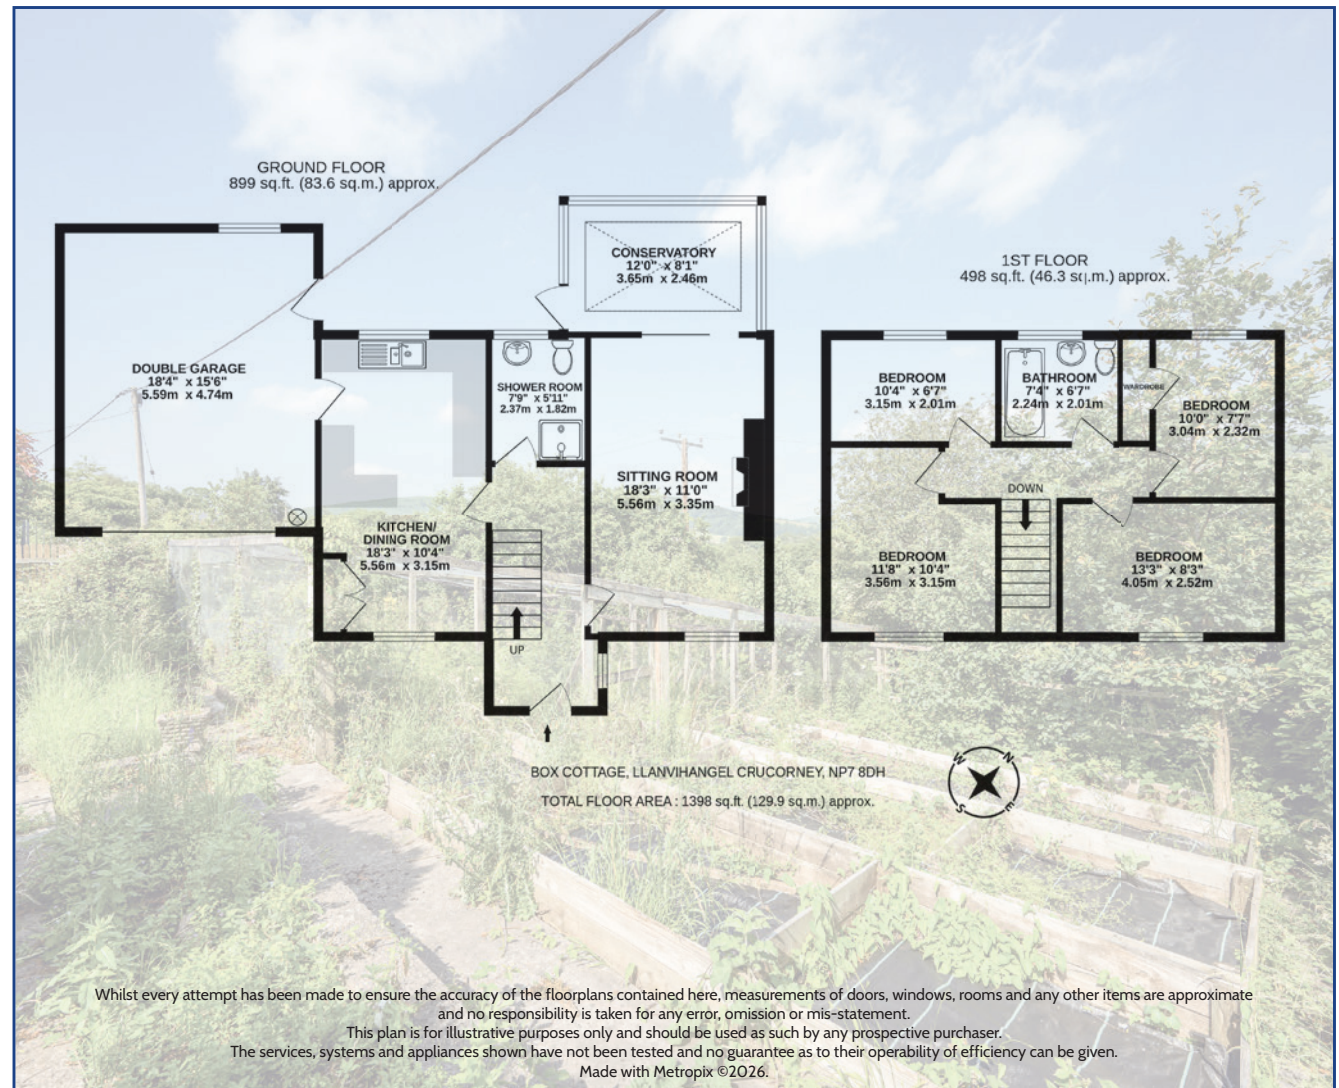 GROUND FLOOR
899 sq.ft. (83.6 sq.m.) approx.
CONSERVATORY
12'0" x 8'1"
3.65m x 2.46m
1ST FLOOR
498 sq.ft. (46.3 sq.m.) approx.
DOUBLE GARAGE
18'4" x 15'6"
5.59m x 4.74m
SHOWER ROOM
7'9" x 5'11"
2.37m x 1.82m
SITTING ROOM
18'3" x 11'0"
5.56m x 3.35m
KITCHEN/
DINING ROOM
18'3" x 10'4"
5.56m x 3.15m
UP
BEDROOM
10'4" x 6'7"
3.15m x 2.01m
BATHROOM
7'4" x 6'7"
2.24m x 2.01m
WARDROBE
BEDROOM
10'0" x 7'7"
3.04m x 2.32m
DOWN
BEDROOM
11'8" x 10'4"
3.56m x 3.15m
BEDROOM
13'3" x 8'3"
4.05m x 2.52m
BOX COTTAGE, LLANVIHANGEL CRUCORNEY, NP7 8DH
TOTAL FLOOR AREA : 1398 sq.ft. (129.9 sq.m.) approx.
N
E
S
W
Whilst every attempt has been made to ensure the accuracy of the floorplans contained here, measurements of doors, windows, rooms and any other items are approximate
and no responsibility is taken for any error, omission or mis-statement.
This plan is for illustrative purposes only and should be used as such by any prospective purchaser.
The services, systems and appliances shown have not been tested and no guarantee as to their operability of efficiency can be given.
Made with Metropix ©2026.